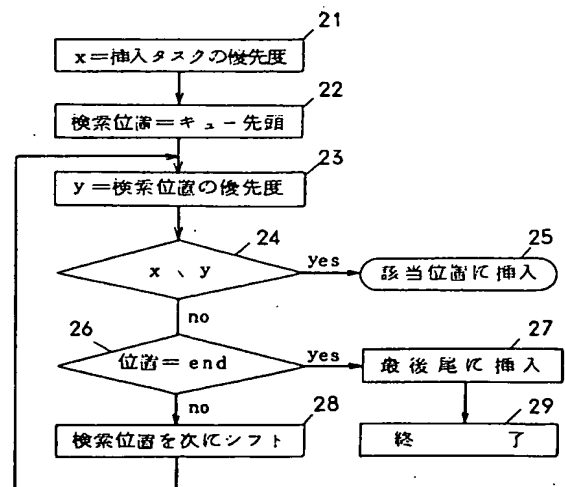 21
x=挿入タスクの優先度
22
検索位置=キュー先頭
23
y=検索位置の優先度
24
x 、 y
yes
25
該当位置に挿入
no
26
位置=end
yes
27
最後尾に挿入
no
28
検索位置を次にシフト
29
終 了